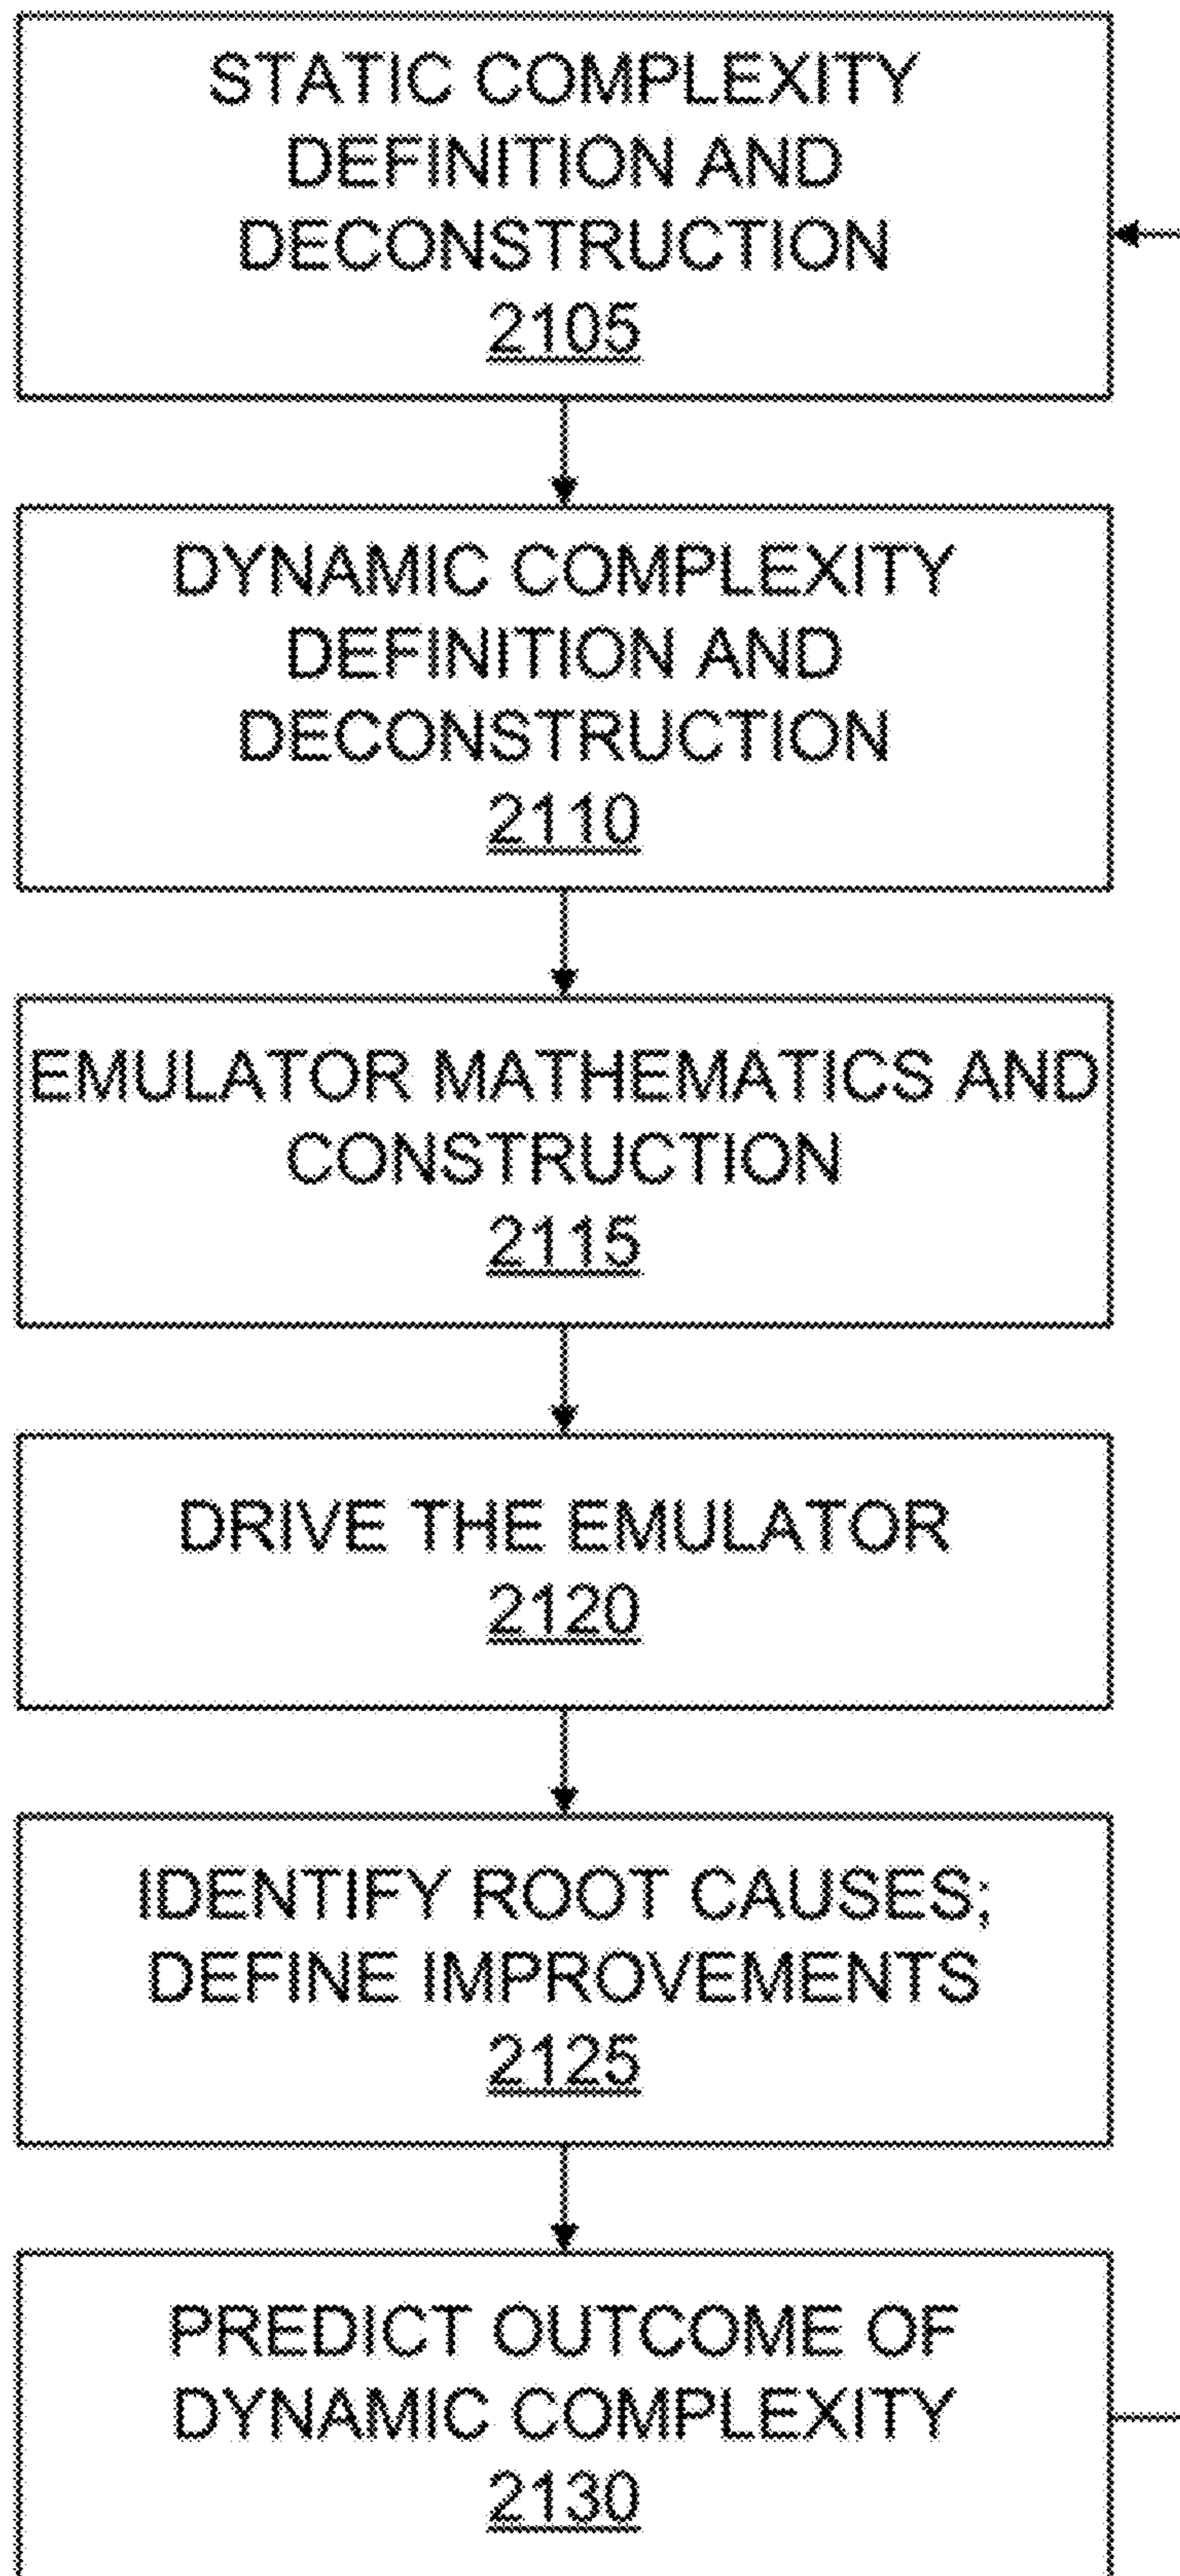 STATIC COMPLEXITY
DEFINITION AND
DECONSTRUCTION
2105
DYNAMIC COMPLEXITY
DEFINITION AND
DECONSTRUCTION
2110
EMULATOR MATHEMATICS AND
CONSTRUCTION
2115
DRIVE THE EMULATOR
2120
IDENTIFY ROOT CAUSES;
DEFINE IMPROVEMENTS
2125
PREDICT OUTCOME OF
DYNAMIC COMPLEXITY
2130